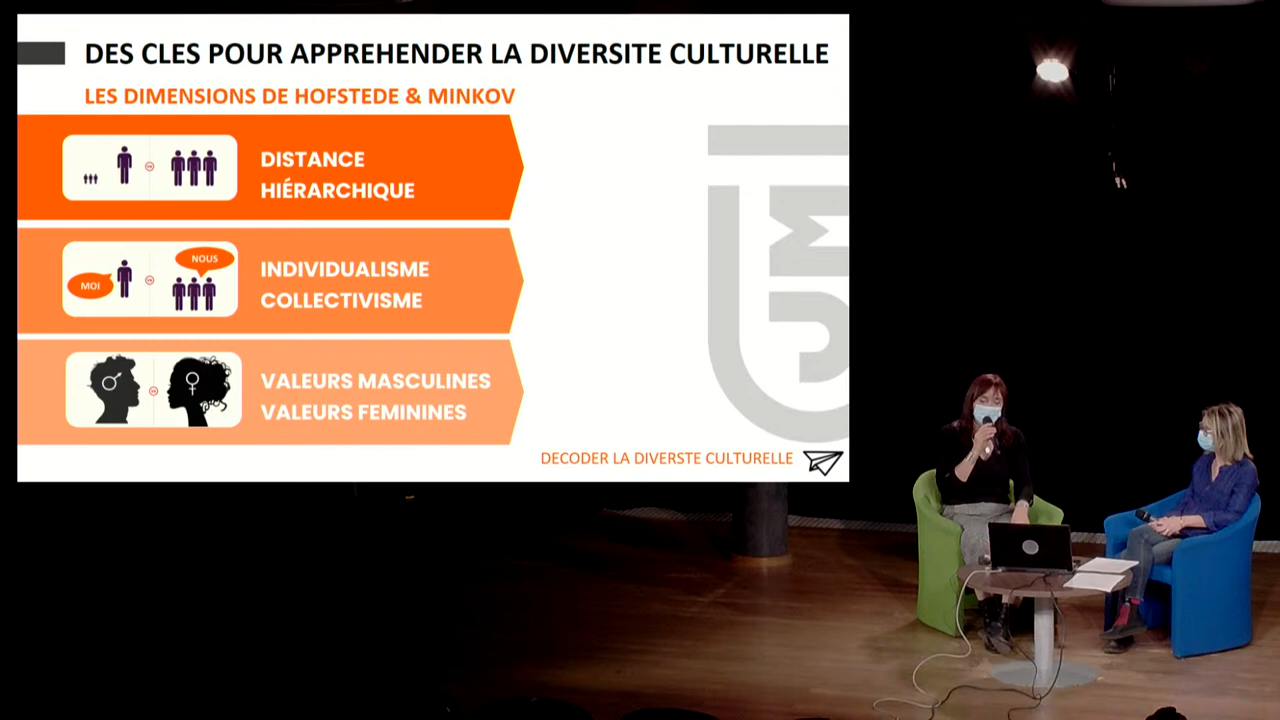 DES CLES POUR APPREHENDER LA DIVERSITE CULTURELLE
LES DIMENSIONS DE HOFSTEDE & MINKOV
DISTANCE
HIÉRARCHIQUE
MOI
NOUS
INDIVIDUALISME
COLLECTIVISME
VALEURS MASCULINES
VALEURS FEMININES
UM
DECODER LA DIVERSTE CULTURELLE